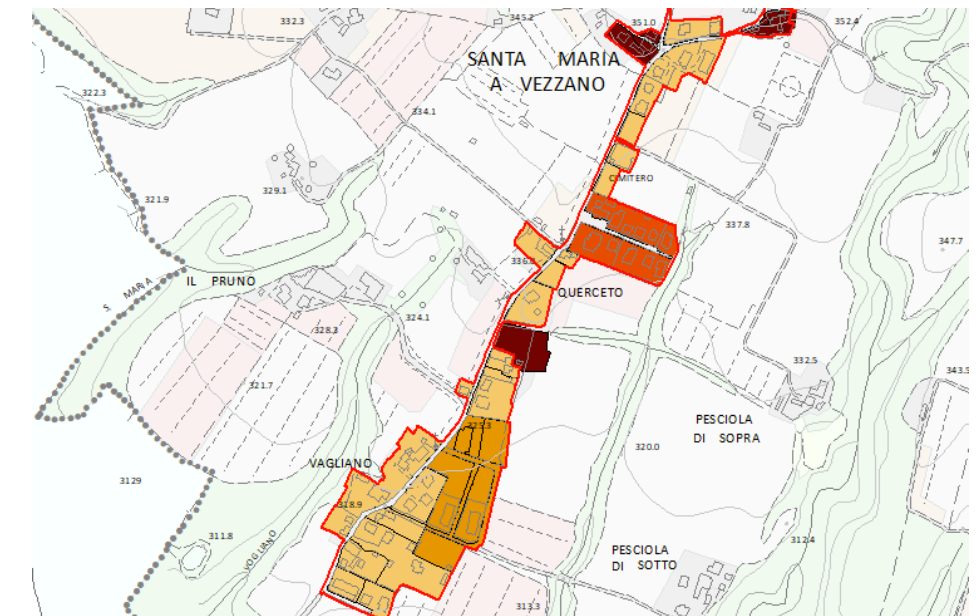 332.3
345.2
351.0
352.4
SANTA MARIA
A VEZZANO
322.3
334.1
329.1
CIMITERO
321.9
337.8
347.7
336.0
IL PRUNO
QUERCETO
S. MARIA
324.1
328.3
332.5
343.5
321.7
PESCIOLA
DI SOPRA
325.3
320.0
VAGLIANO
3129
318.9
311.8
VOGLIANO
312.4
PESCIOLA
DI SOTTO
313.3